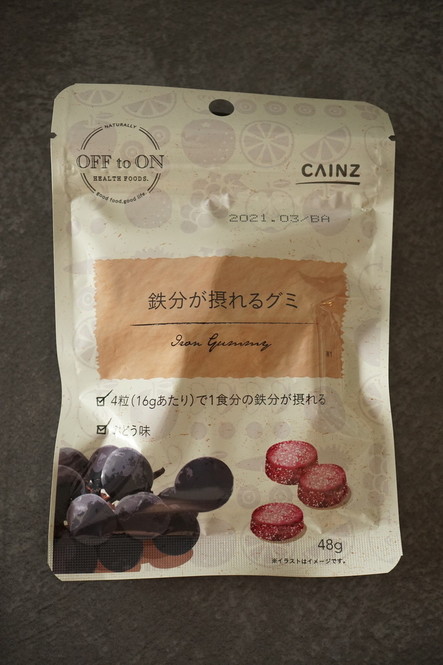 NATURALLY
OFF to ON
HEALTH FOODS.
good food.good life.
CAINZ
2021.03/BA
鉄分が摂れるグミ
Iron Gummy
4粒(16gあたり)で1食分の鉄分が摂れる
ぶどう味
48g
※イラストはイメージです。